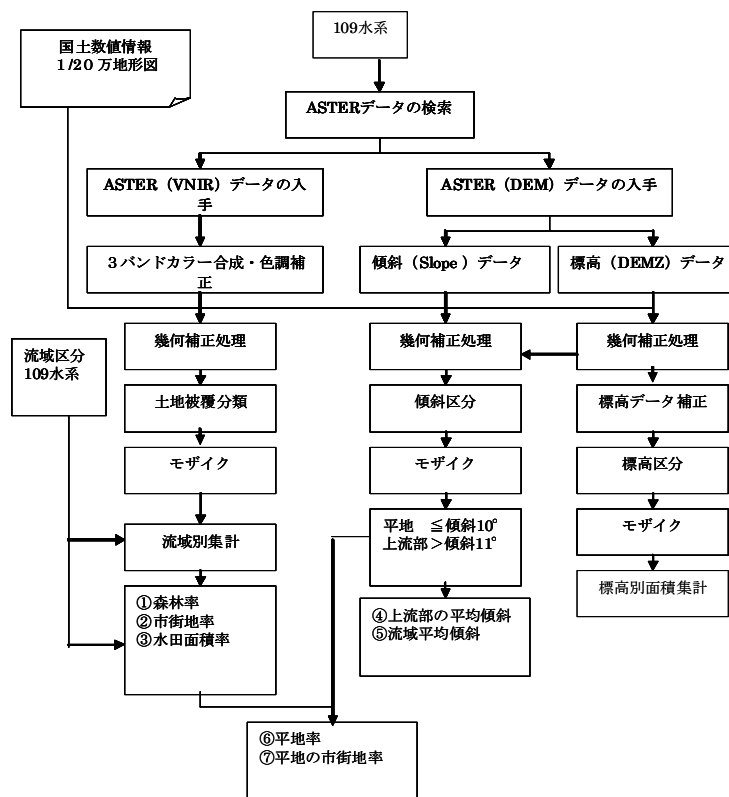 109水系
国土数値情報
1/20 万地形図
ASTERデータの検索
ASTER（VNIR）データの入
手
ASTER（DEM）データの入手
３バンドカラー合成・色調補
正
傾斜（Slope ）データ
標高（DEMZ）データ
幾何補正処理
幾何補正処理
幾何補正処理
流域区分
109水系
土地被覆分類
傾斜区分
標高データ補正
モザイク
モザイク
標高区分
流域別集計
平地　≦傾斜10°
上流部＞傾斜11°
モザイク
標高別面積集計
①森林率
②市街地率
③水田面積率
④上流部の平均傾斜
⑤流域平均傾斜
⑥平地率
⑦平地の市街地率